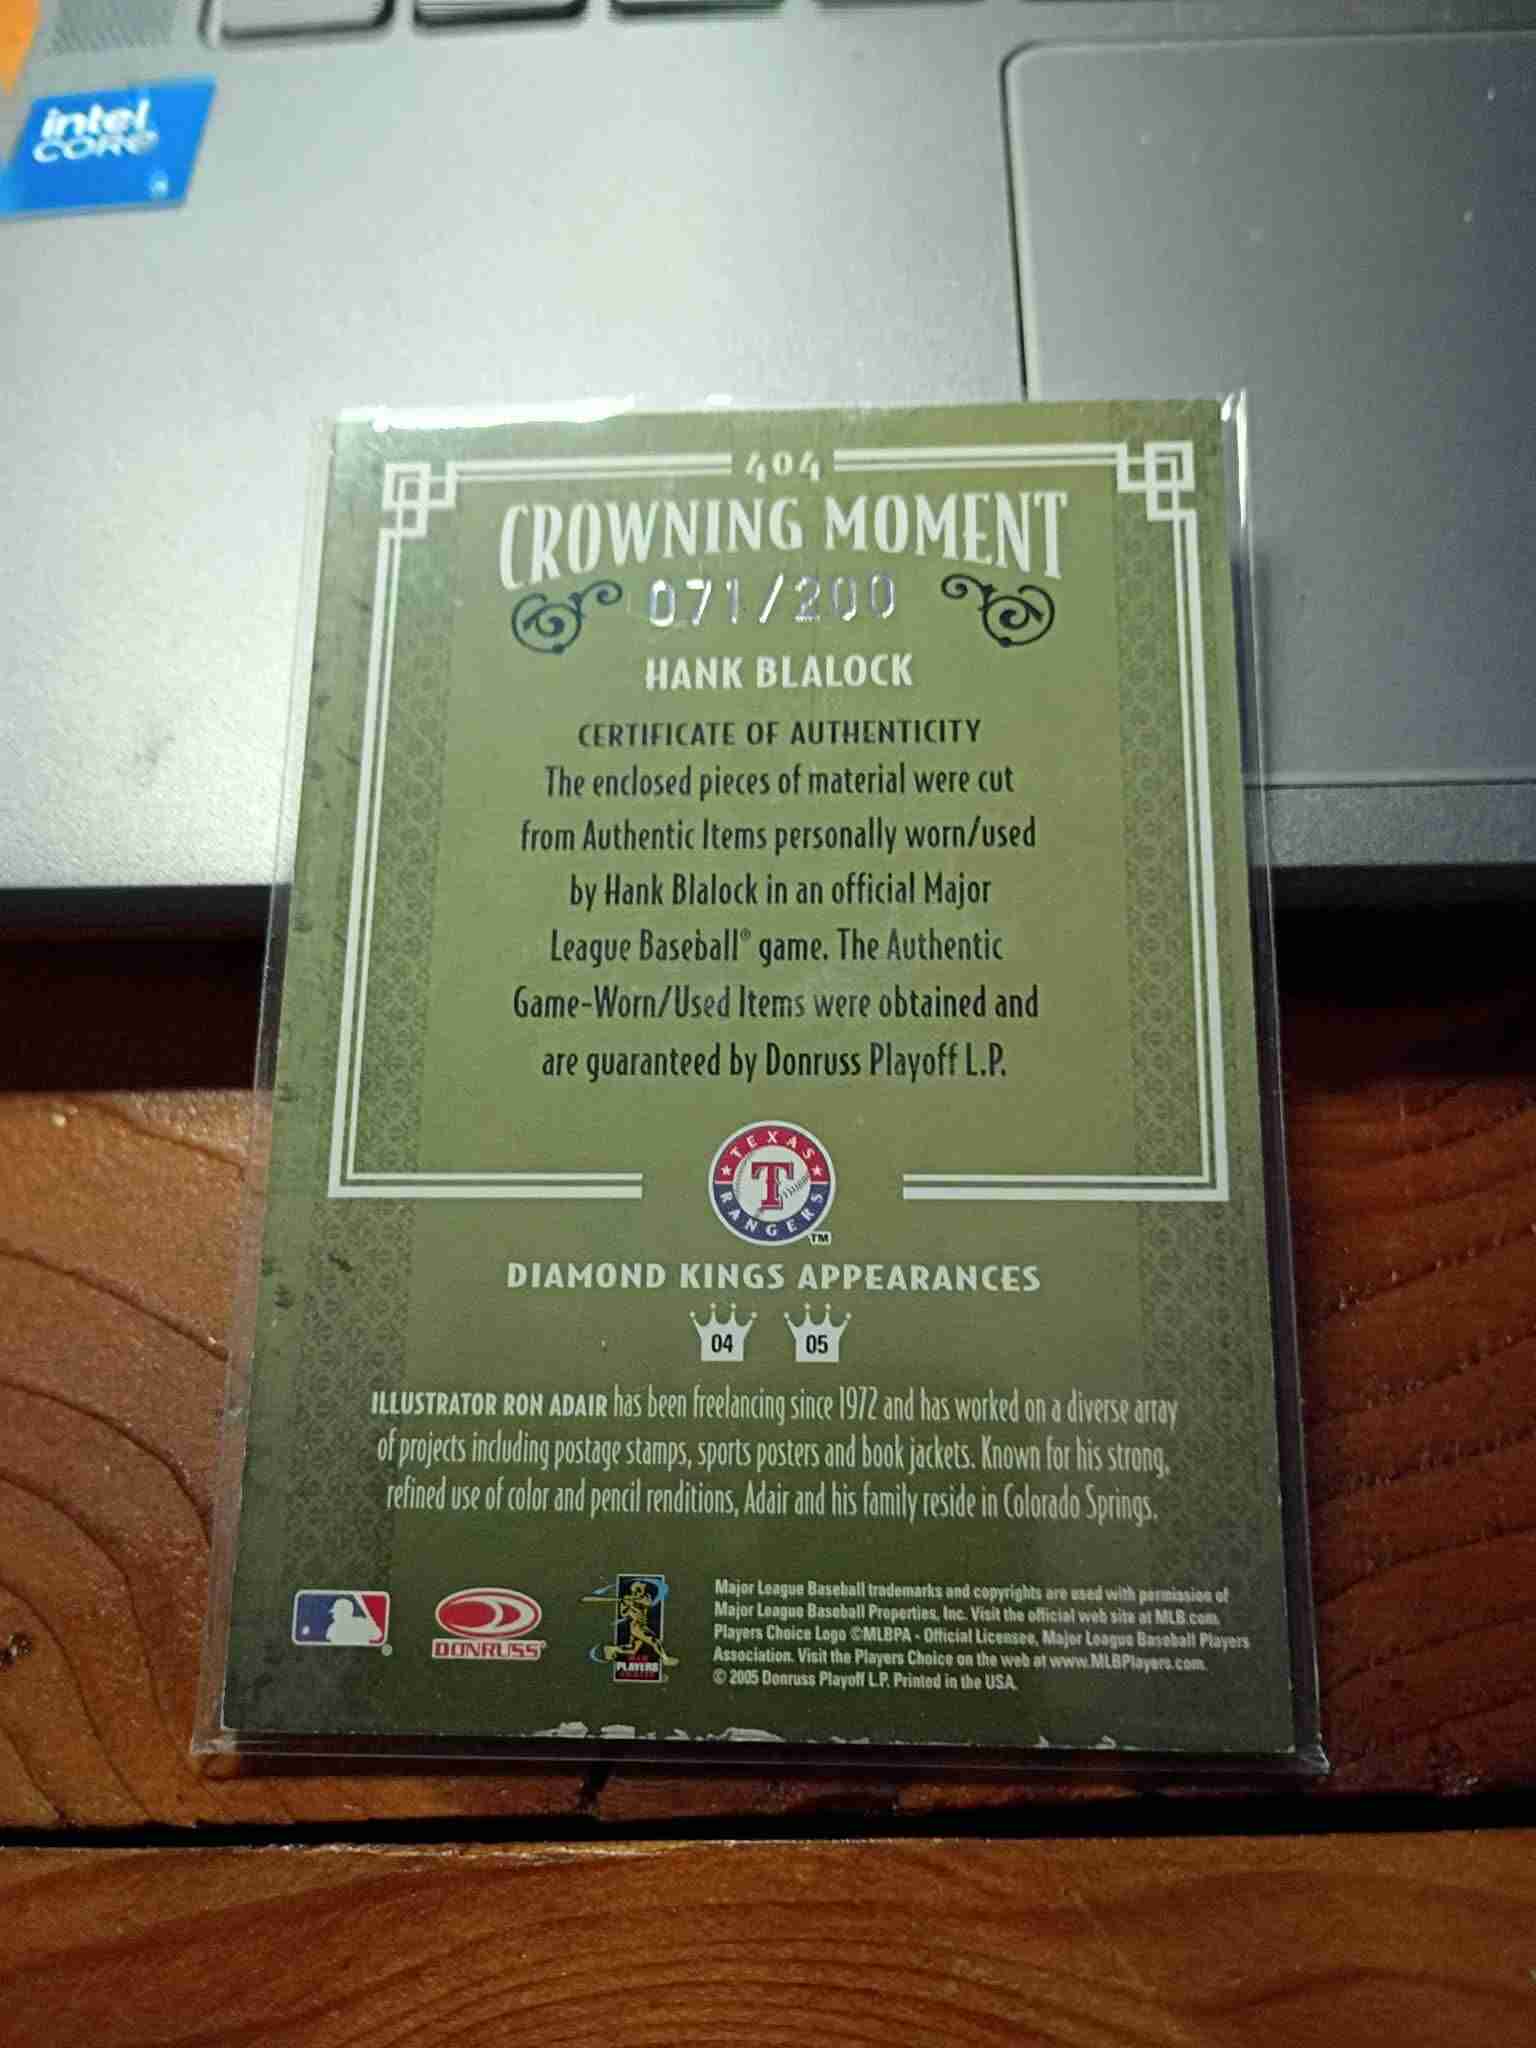 intel
CORE
404
CROWNING MOMENT
071/200
HANK BLALOCK
CERTIFICATE OF AUTHENTICITY
The enclosed pieces of material were cut
from Authentic Items personally worn/used
by Hank Blalock in an official Major
League Baseball® game. The Authentic
Game-Worn/Used Items were obtained and
are guaranteed by Donruss Playoff L.P.
TEXAS
T
RANGERS
TM
DIAMOND KINGS APPEARANCES
04 05
ILLUSTRATOR RON ADAIR has been freelancing since 1972 and has worked on a diverse array
of projects including postage stamps, sports posters and book jackets. Known for his strong,
refined use of color and pencil renditions, Adair and his family reside in Colorado Springs.
DONRUSS
PLAYERS
Major League Baseball trademarks and copyrights are used with permission of
Major League Baseball Properties, Inc. Visit the official web site at MLB.com.
Players Choice Logo ©MLBPA - Official Licensee, Major League Baseball Players
Association. Visit the Players Choice on the web at www.MLBPlayers.com.
© 2005 Donruss Playoff L.P. Printed in the USA.